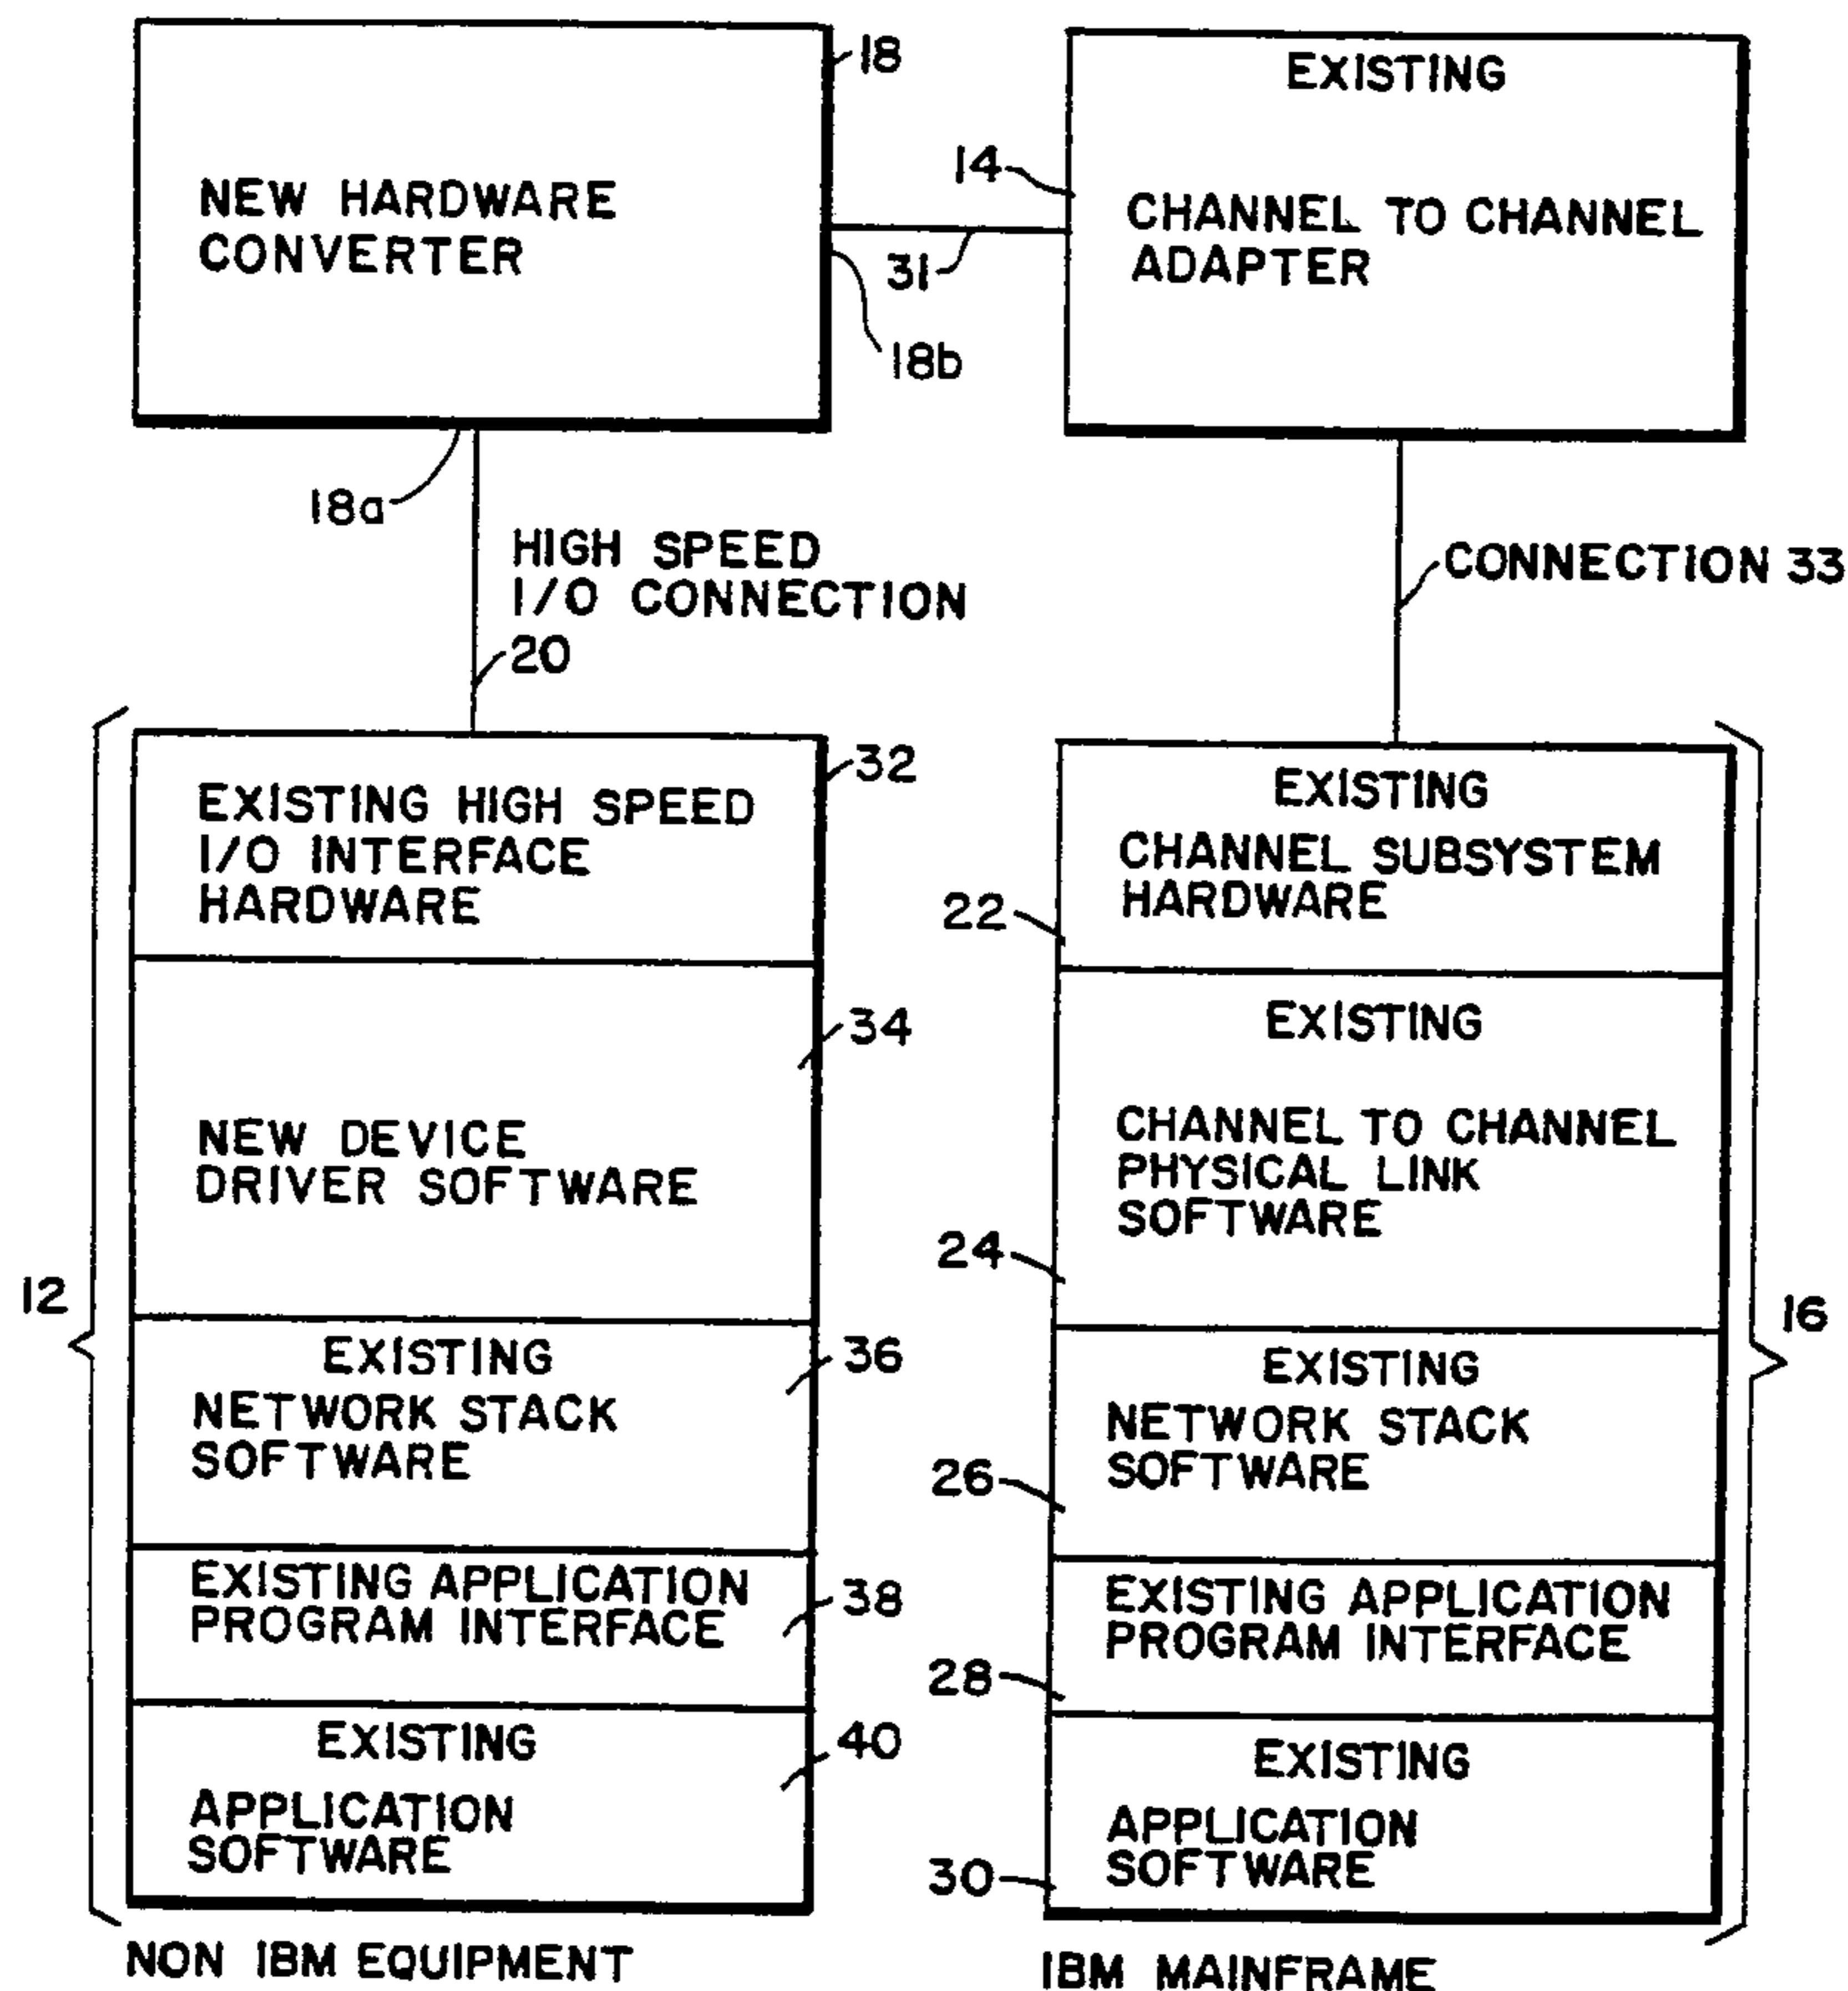 18
NEW HARDWARE
CONVERTER
18b
18a
31
EXISTING
14
CHANNEL TO CHANNEL
ADAPTER
HIGH SPEED
I/O CONNECTION
20
CONNECTION 33
12
32
EXISTING HIGH SPEED
I/O INTERFACE
HARDWARE
34
NEW DEVICE
DRIVER SOFTWARE
EXISTING
36
NETWORK STACK
SOFTWARE
EXISTING APPLICATION
38
PROGRAM INTERFACE
EXISTING
40
APPLICATION
SOFTWARE
NON IBM EQUIPMENT
EXISTING
CHANNEL SUBSYSTEM
HARDWARE
22
EXISTING
CHANNEL TO CHANNEL
PHYSICAL LINK
SOFTWARE
24
16
EXISTING
NETWORK STACK
SOFTWARE
26
EXISTING APPLICATION
PROGRAM INTERFACE
28
EXISTING
APPLICATION
SOFTWARE
30
IBM MAINFRAME